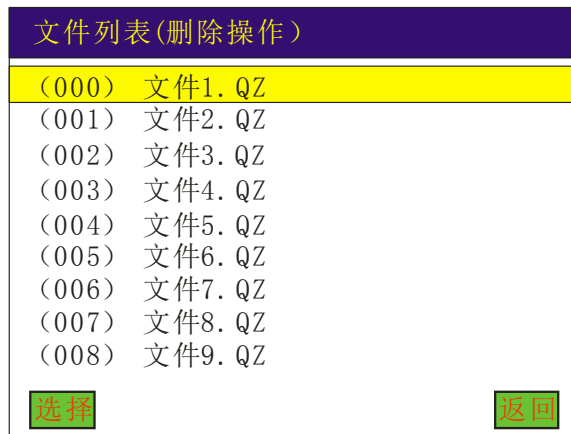 文件列表(删除操作）
（000） 文件1.QZ
（001） 文件2.QZ
（002） 文件3.QZ
（003） 文件4.QZ
（004） 文件5.QZ
（005） 文件6.QZ
（006） 文件7.QZ
（007） 文件8.QZ
（008） 文件9.QZ
选择 返回